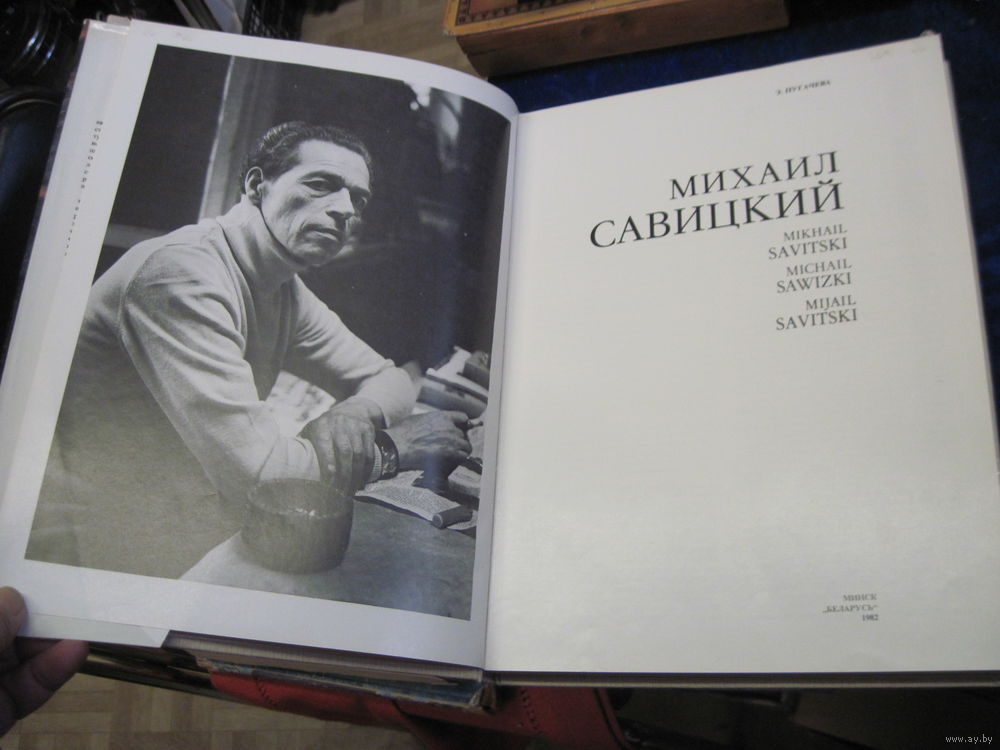 Э. ПУГАЧЕВА
МИХАИЛ
САВИЦКИЙ
MIKHAIL
SAVITSKI
MICHAIL
SAWIZKI
MIJAIL
SAVITSKI
МИНСК
„БЕЛАРУСЬ“
1982
www.ay.by